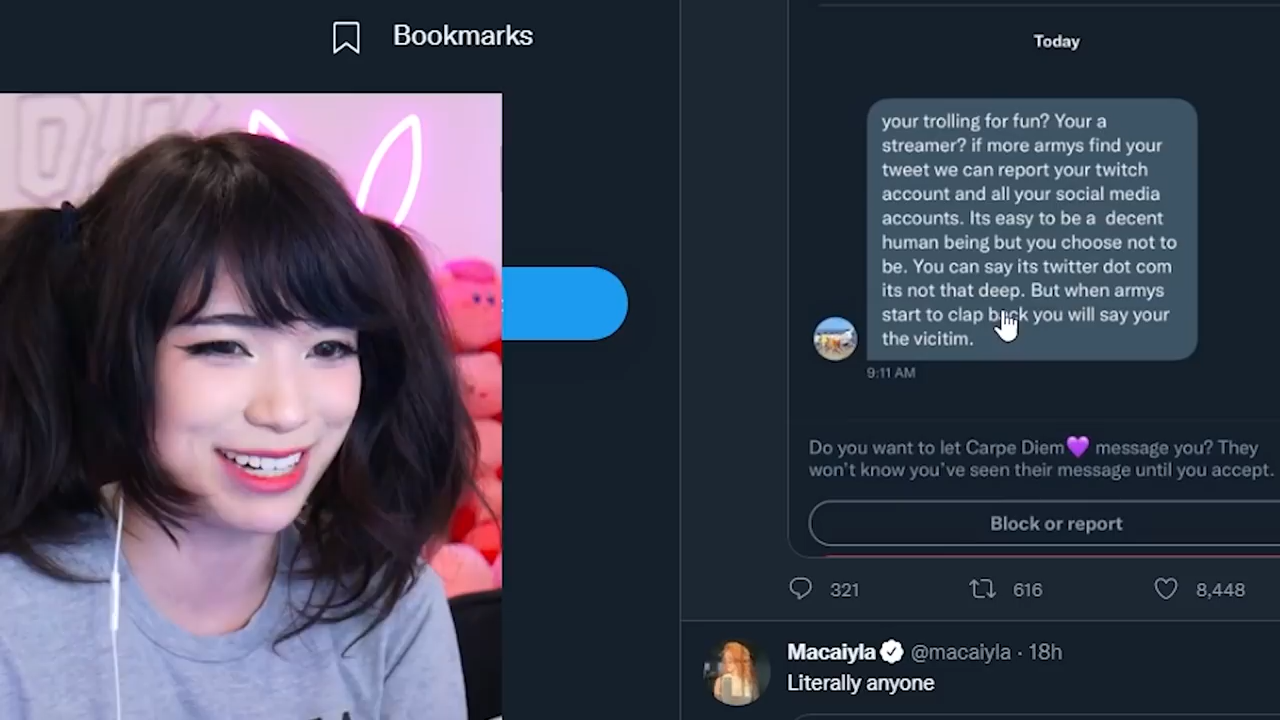 Bookmarks
Today
your trolling for fun? Your a
streamer? if more armys find your
tweet we can report your twitch
account and all your social media
accounts. Its easy to be a  decent
human being but you choose not to
be. You can say its twitter dot com
its not that deep. But when armys
start to clap back you will say your
the vicitim.
9:11 AM
Do you want to let Carpe Diem💜 message you? They
won't know you've seen their message until you accept.
Block or report
321 616 8,448
Macaiyla @macaiyla · 18h
Literally anyone